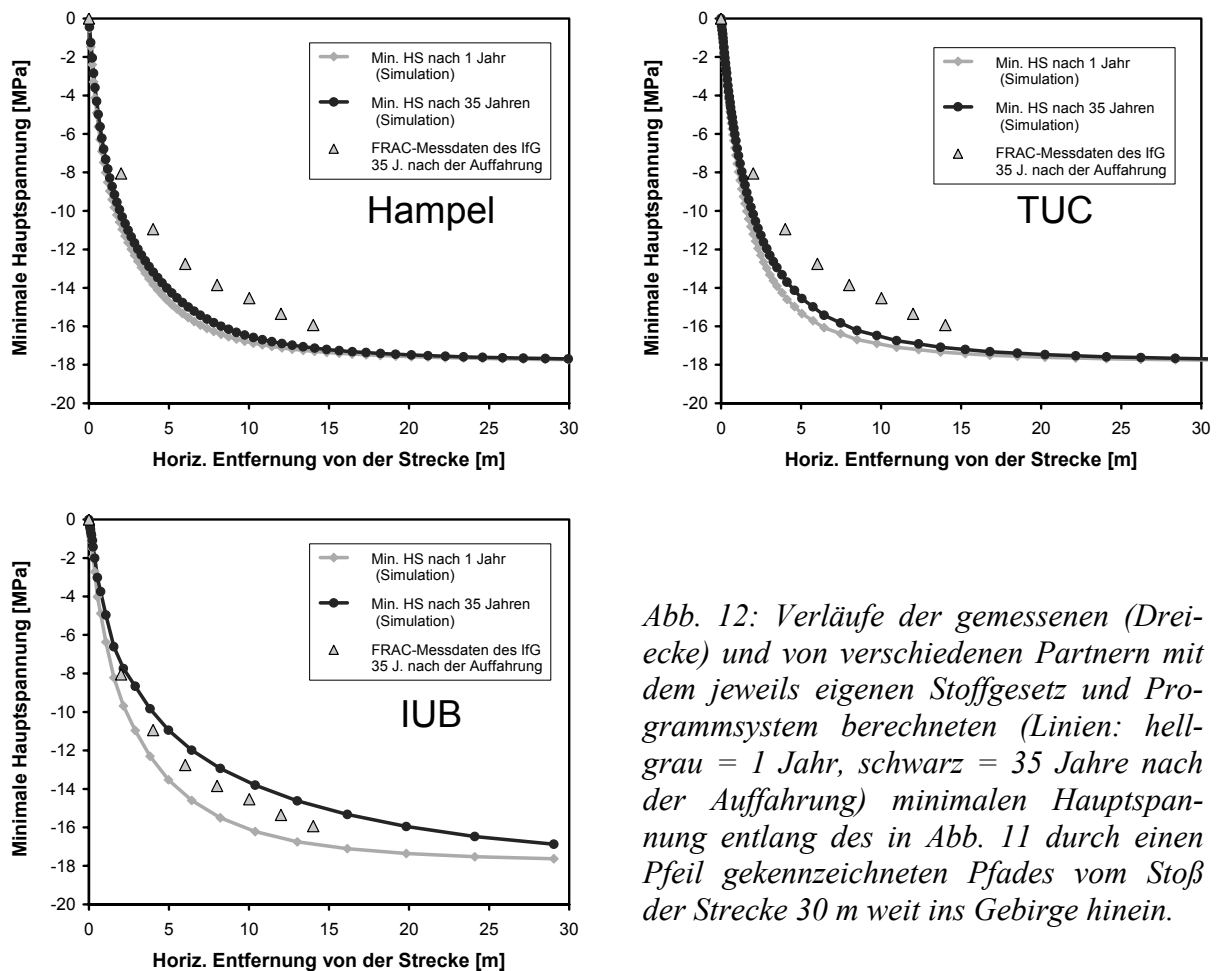 0
-2
-4
-6
-8
-10
-12
-14
-16
-18
-20
Minimale Hauptspannung [MPa]
Min. HS nach 1 Jahr
(Simulation)
Min. HS nach 35 Jahren
(Simulation)
FRAC-Messdaten des IfG
35 J. nach der Auffahrung
Hampel
0 5 10 15 20 25 30
Horiz. Entfernung von der Strecke [m]
0
-2
-4
-6
-8
-10
-12
-14
-16
-18
-20
Minimale Hauptspannung [MPa]
Min. HS nach 1 Jahr
(Simulation)
Min. HS nach 35 Jahren
(Simulation)
FRAC-Messdaten des IfG
35 J. nach der Auffahrung
TUC
0 5 10 15 20 25 30
Horiz. Entfernung von der Strecke [m]
0
-2
-4
-6
-8
-10
-12
-14
-16
-18
-20
Minimale Hauptspannung [MPa]
Min. HS nach 1 Jahr
(Simulation)
Min. HS nach 35 Jahren
(Simulation)
FRAC-Messdaten des IfG
35 J. nach der Auffahrung
IUB
0 5 10 15 20 25 30
Horiz. Entfernung von der Strecke [m]
Abb. 12: Verläufe der gemessenen (Drei-
ecke) und von verschiedenen Partnern mit
dem jeweils eigenen Stoffgesetz und Pro-
grammsystem berechneten (Linien: hell-
grau = 1 Jahr, schwarz = 35 Jahre nach
der Auffahrung) minimalen Hauptspan-
nung entlang des in Abb. 11 durch einen
Pfeil gekennzeichneten Pfades vom Stoß
der Strecke 30 m weit ins Gebirge hinein.